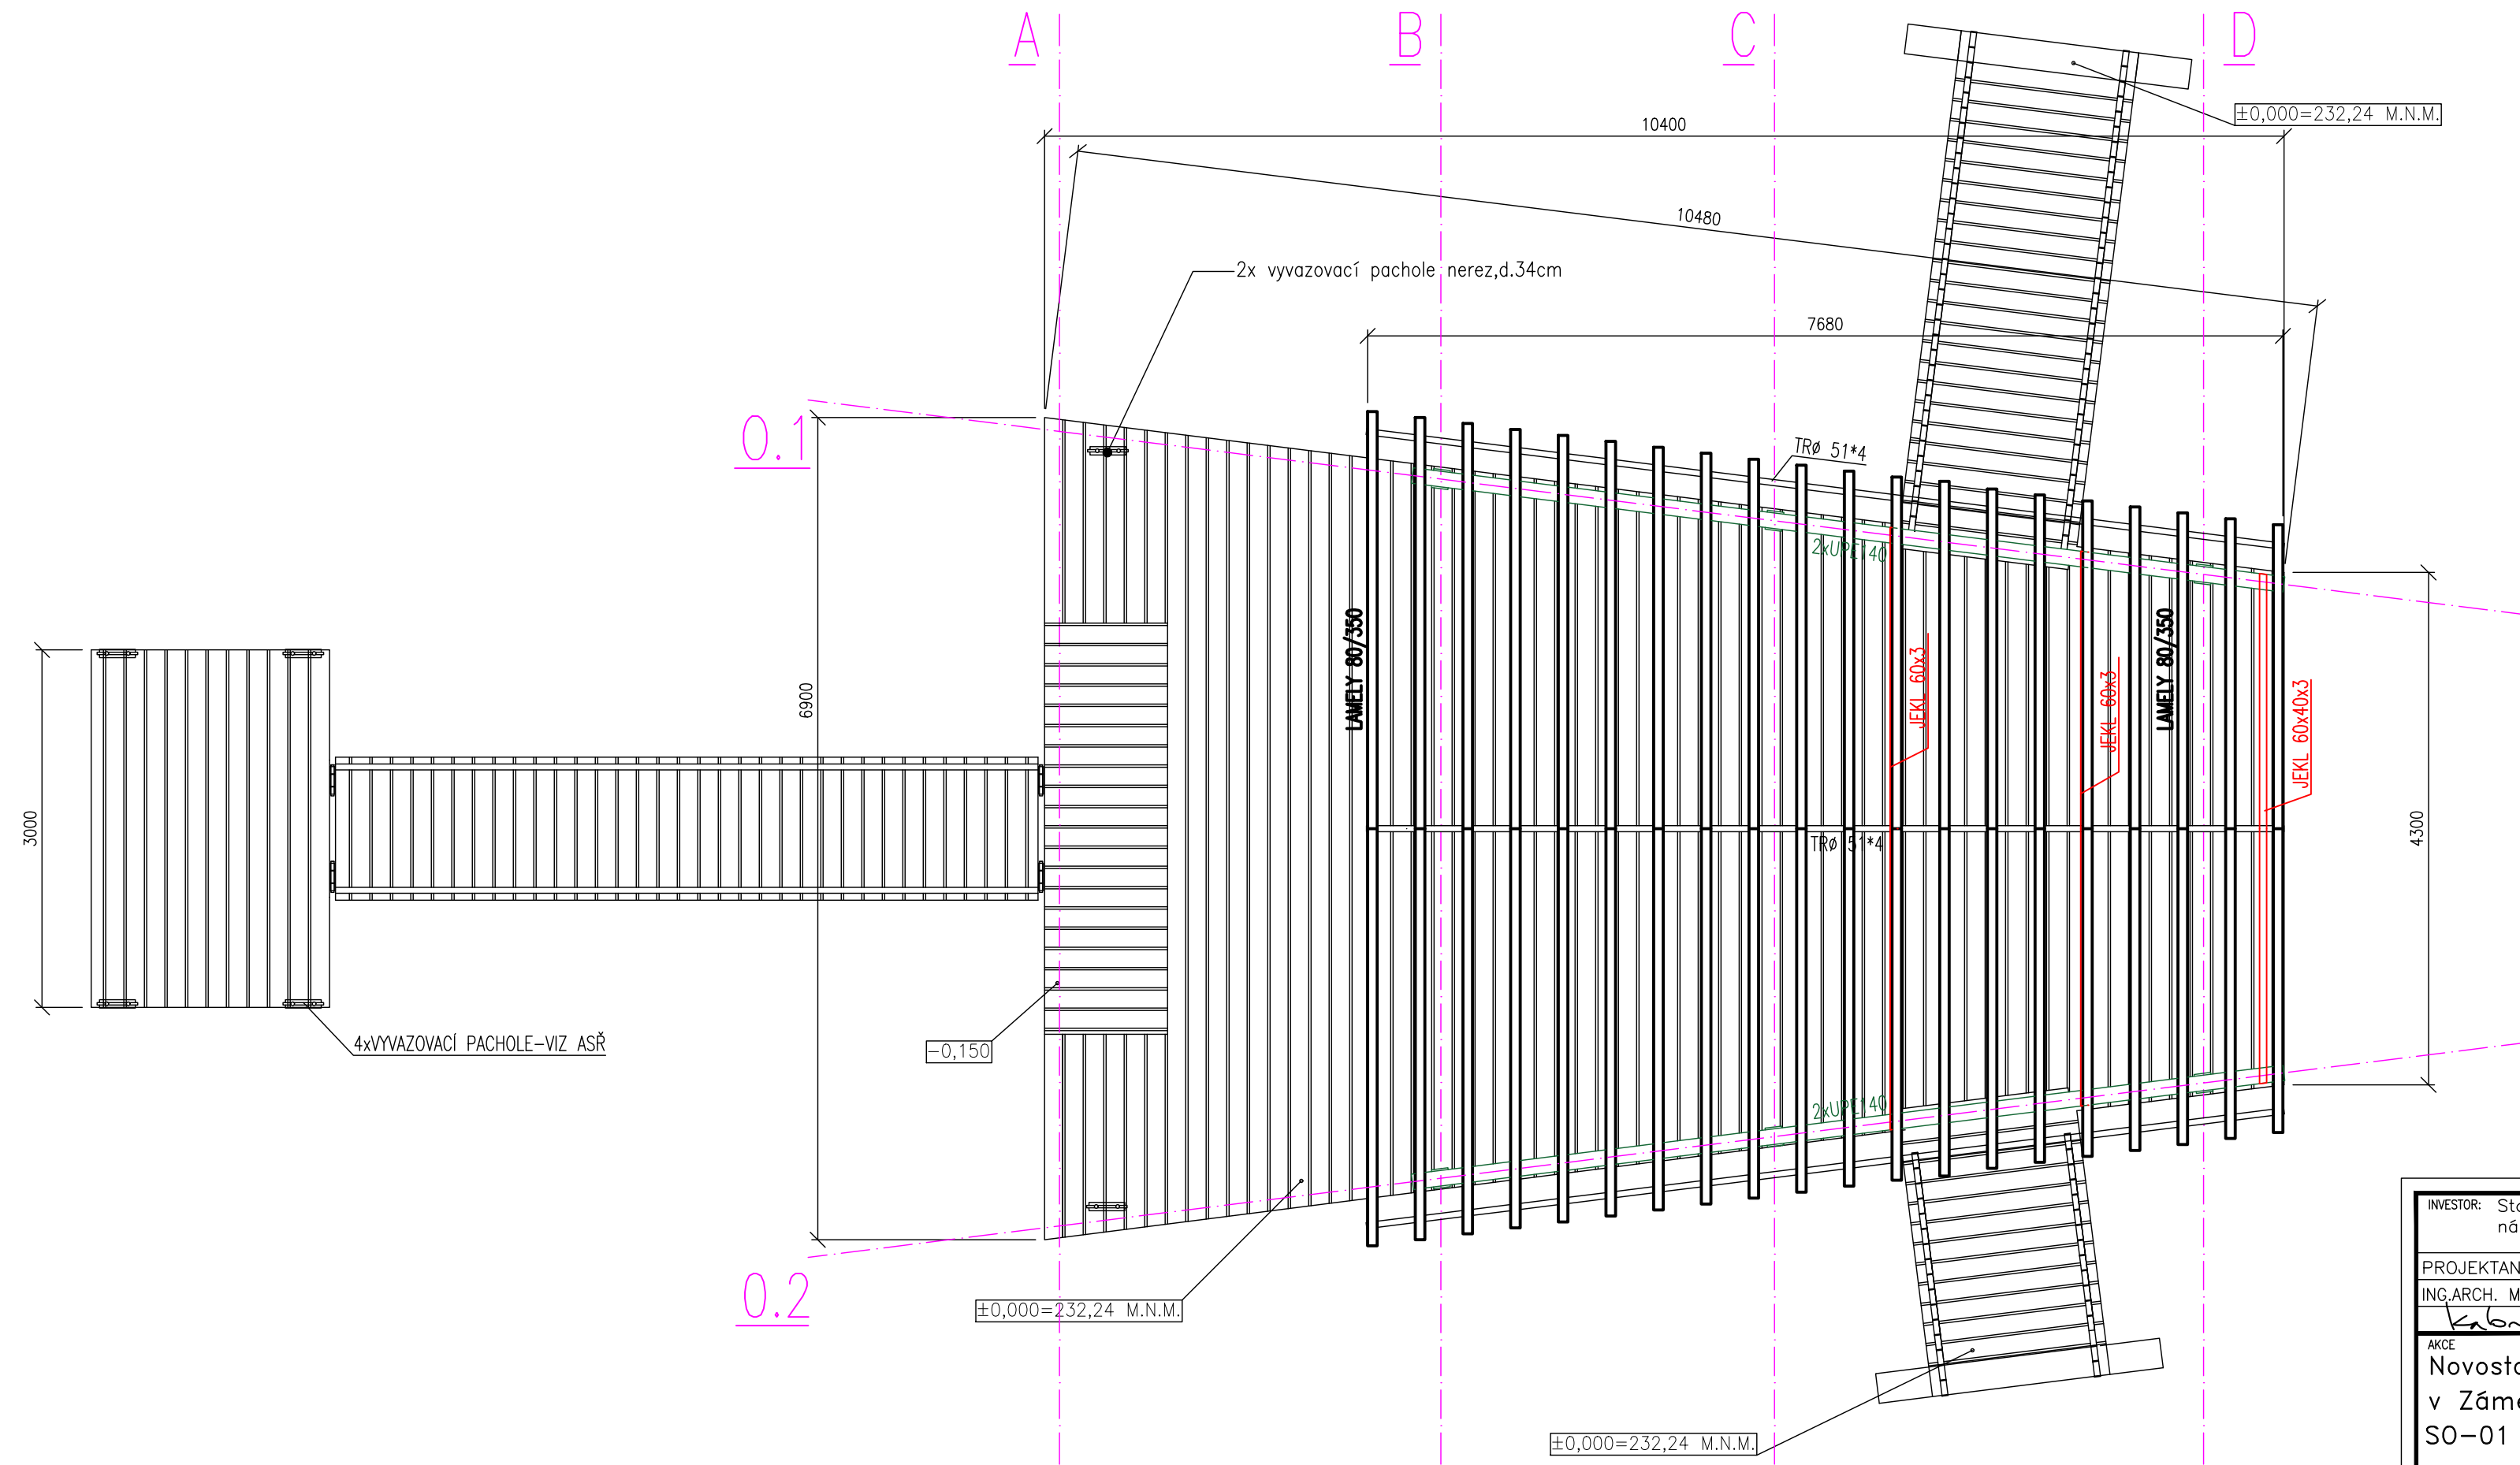 A
B
C
D
±0,000=232,24 M.N.M.
10400
10480
2x vyvazovací pachole nerez,d.34cm
7680
O.1
TRø 51*4
2xUPE140
LAMELY 80/350
LAMELY 80/350
JEKL 60x3
JEKL 60x3
JEKL 60x40x3
6900
3000
4300
TRø 51*4
4xVYVAZOVACÍ PACHOLE-VIZ ASŘ
-0,150
2xUPE140
O.2
±0,000=232,24 M.N.M.
±0,000=232,24 M.N.M.
INVESTOR:
PROJEKTAN
ING.ARCH. M
AKCE
Novosta
v Záme
SO-01